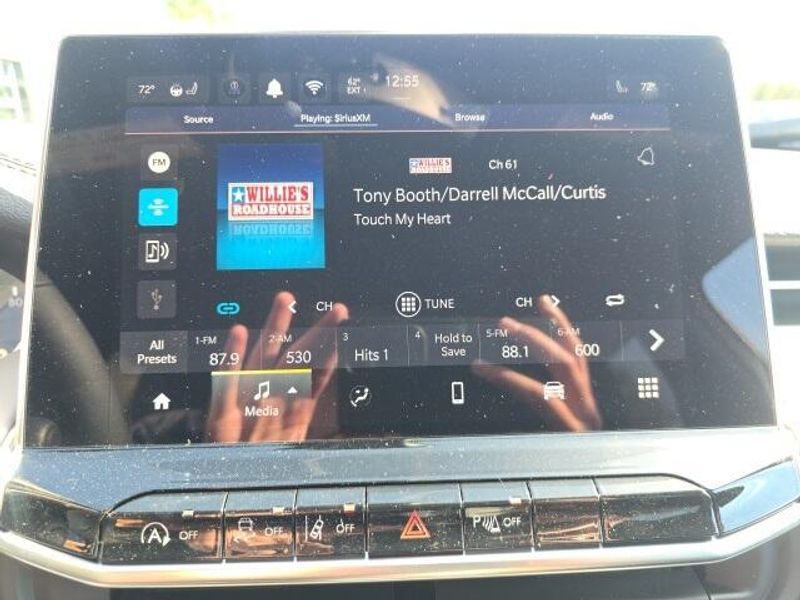 72° 62° EXT 12:55 72°
Source Playing: SiriusXM Browse Audio
FM
WILLIE'S
ROADHOUSE
WILLIE'S
ROADHOUSE
Ch 61
Tony Booth/Darrell McCall/Curtis
Touch My Heart
CH TUNE CH
All Presets
1-FM 87.9
2-AM 530
3 Hits 1
4 Hold to Save
5-FM 88.1
6-AM 600
Media
A OFF OFF OFF P OFF